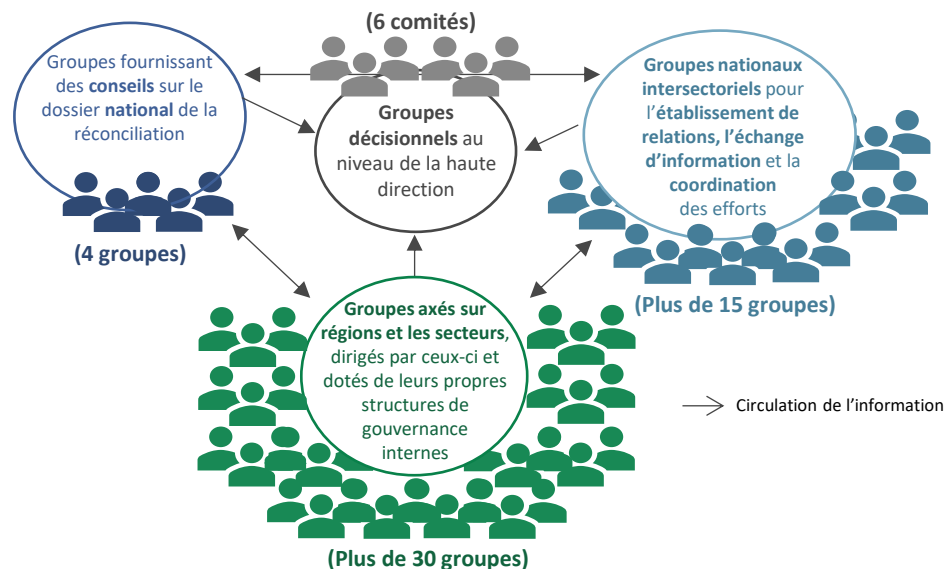 (6 comités)
Groupes fournissant
des conseils sur le
dossier national de la
réconciliation
(4 groupes)
Groupes
décisionnels au
niveau de la haute
direction
Groupes nationaux
intersectoriels pour
l'établissement de
relations, l'échange
d'information et la
coordination
des efforts
(Plus de 15 groupes)
Groupes axés sur
régions et les secteurs,
dirigés par ceux-ci et
dotés de leurs propres
structures de
gouvernance
internes
(Plus de 30 groupes)
Circulation de l'information